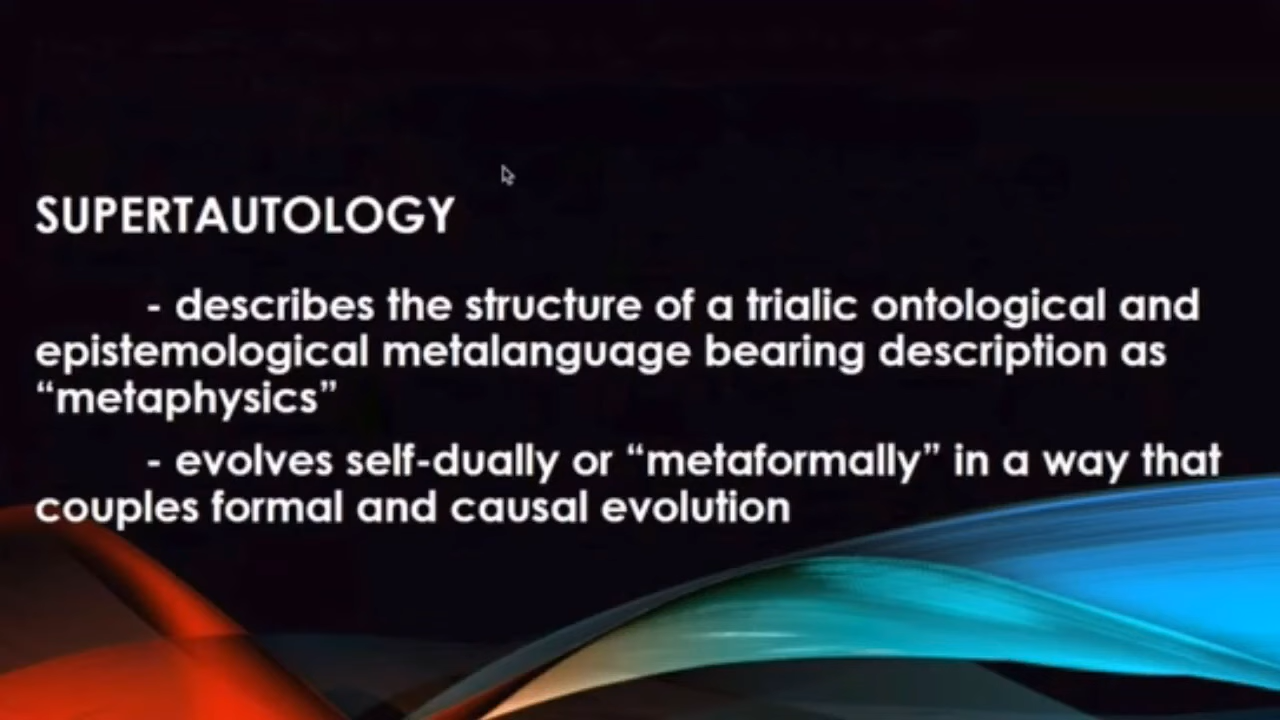 SUPERTAUTOLOGY
- describes the structure of a trialic ontological and
epistemological metalanguage bearing description as
“metaphysics”
- evolves self-dually or “metaformally” in a way that
couples formal and causal evolution